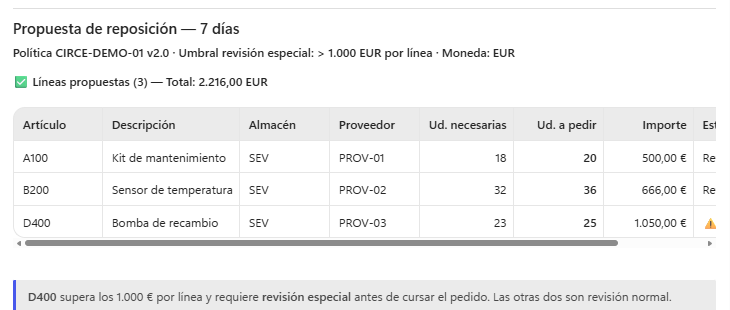 Propuesta de reposición — 7 días
Política CIRCE-DEMO-01 v2.0 · Umbral revisión especial: > 1.000 EUR por línea · Moneda: EUR
✅ Líneas propuestas (3) — Total: 2.216,00 EUR
Artículo Descripción Almacén Proveedor Ud. necesarias Ud. a pedir Importe Est
A100 Kit de mantenimiento SEV PROV-01 18 20 500,00 € Re
B200 Sensor de temperatura SEV PROV-02 32 36 666,00 € Re
D400 Bomba de recambio SEV PROV-03 23 25 1.050,00 € ⚠
D400 supera los 1.000 € por línea y requiere revisión especial antes de cursar el pedido. Las otras dos son revisión normal.